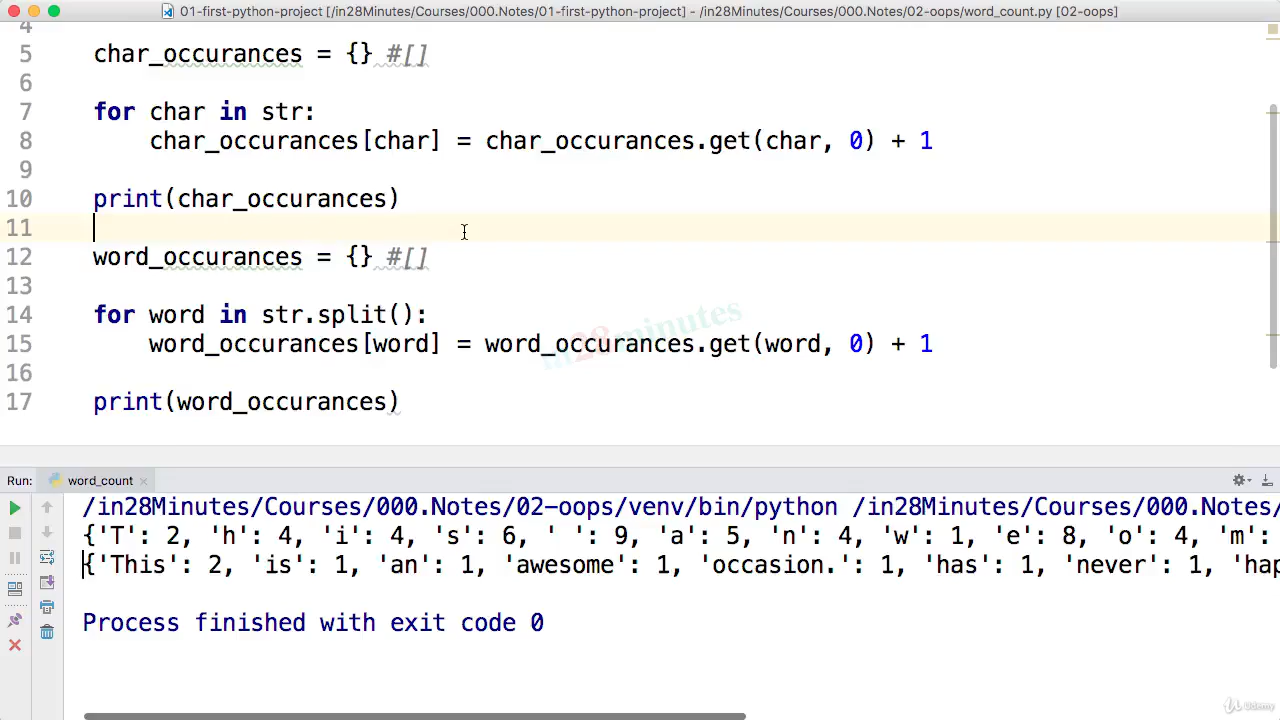 01-first-python-project [/in28Minutes/Courses/000.Notes/01-first-python-project] - /in28Minutes/Courses/000.Notes/02-oops/word_count.py [02-oops]
4
5 char_occurances = {} #[]
6
7 for char in str:
8 char_occurances[char] = char_occurances.get(char, 0) + 1
9
10 print(char_occurances)
11
12 word_occurances = {} #[]
13
14 for word in str.split():
in28minutes
15 word_occurances[word] = word_occurances.get(word, 0) + 1
16
17 print(word_occurances)
Run: word_count
/in28Minutes/Courses/000.Notes/02-oops/venv/bin/python /in28Minutes/Courses/000.Notes/
{'T': 2, 'h': 4, 'i': 4, 's': 6, ' ': 9, 'a': 5, 'n': 4, 'w': 1, 'e': 8, 'o': 4, 'm':
{'This': 2, 'is': 1, 'an': 1, 'awesome': 1, 'occasion.': 1, 'has': 1, 'never': 1, 'hap
Process finished with exit code 0
Udemy